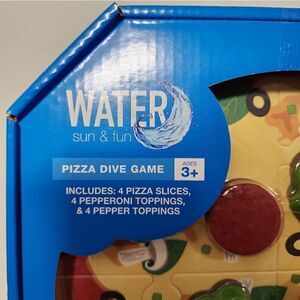 WATER
sun & fun
PIZZA DIVE GAME
AGES
3+
INCLUDES: 4 PIZZA SLICES,
4 PEPPERONI TOPPINGS,
& 4 PEPPER TOPPINGS